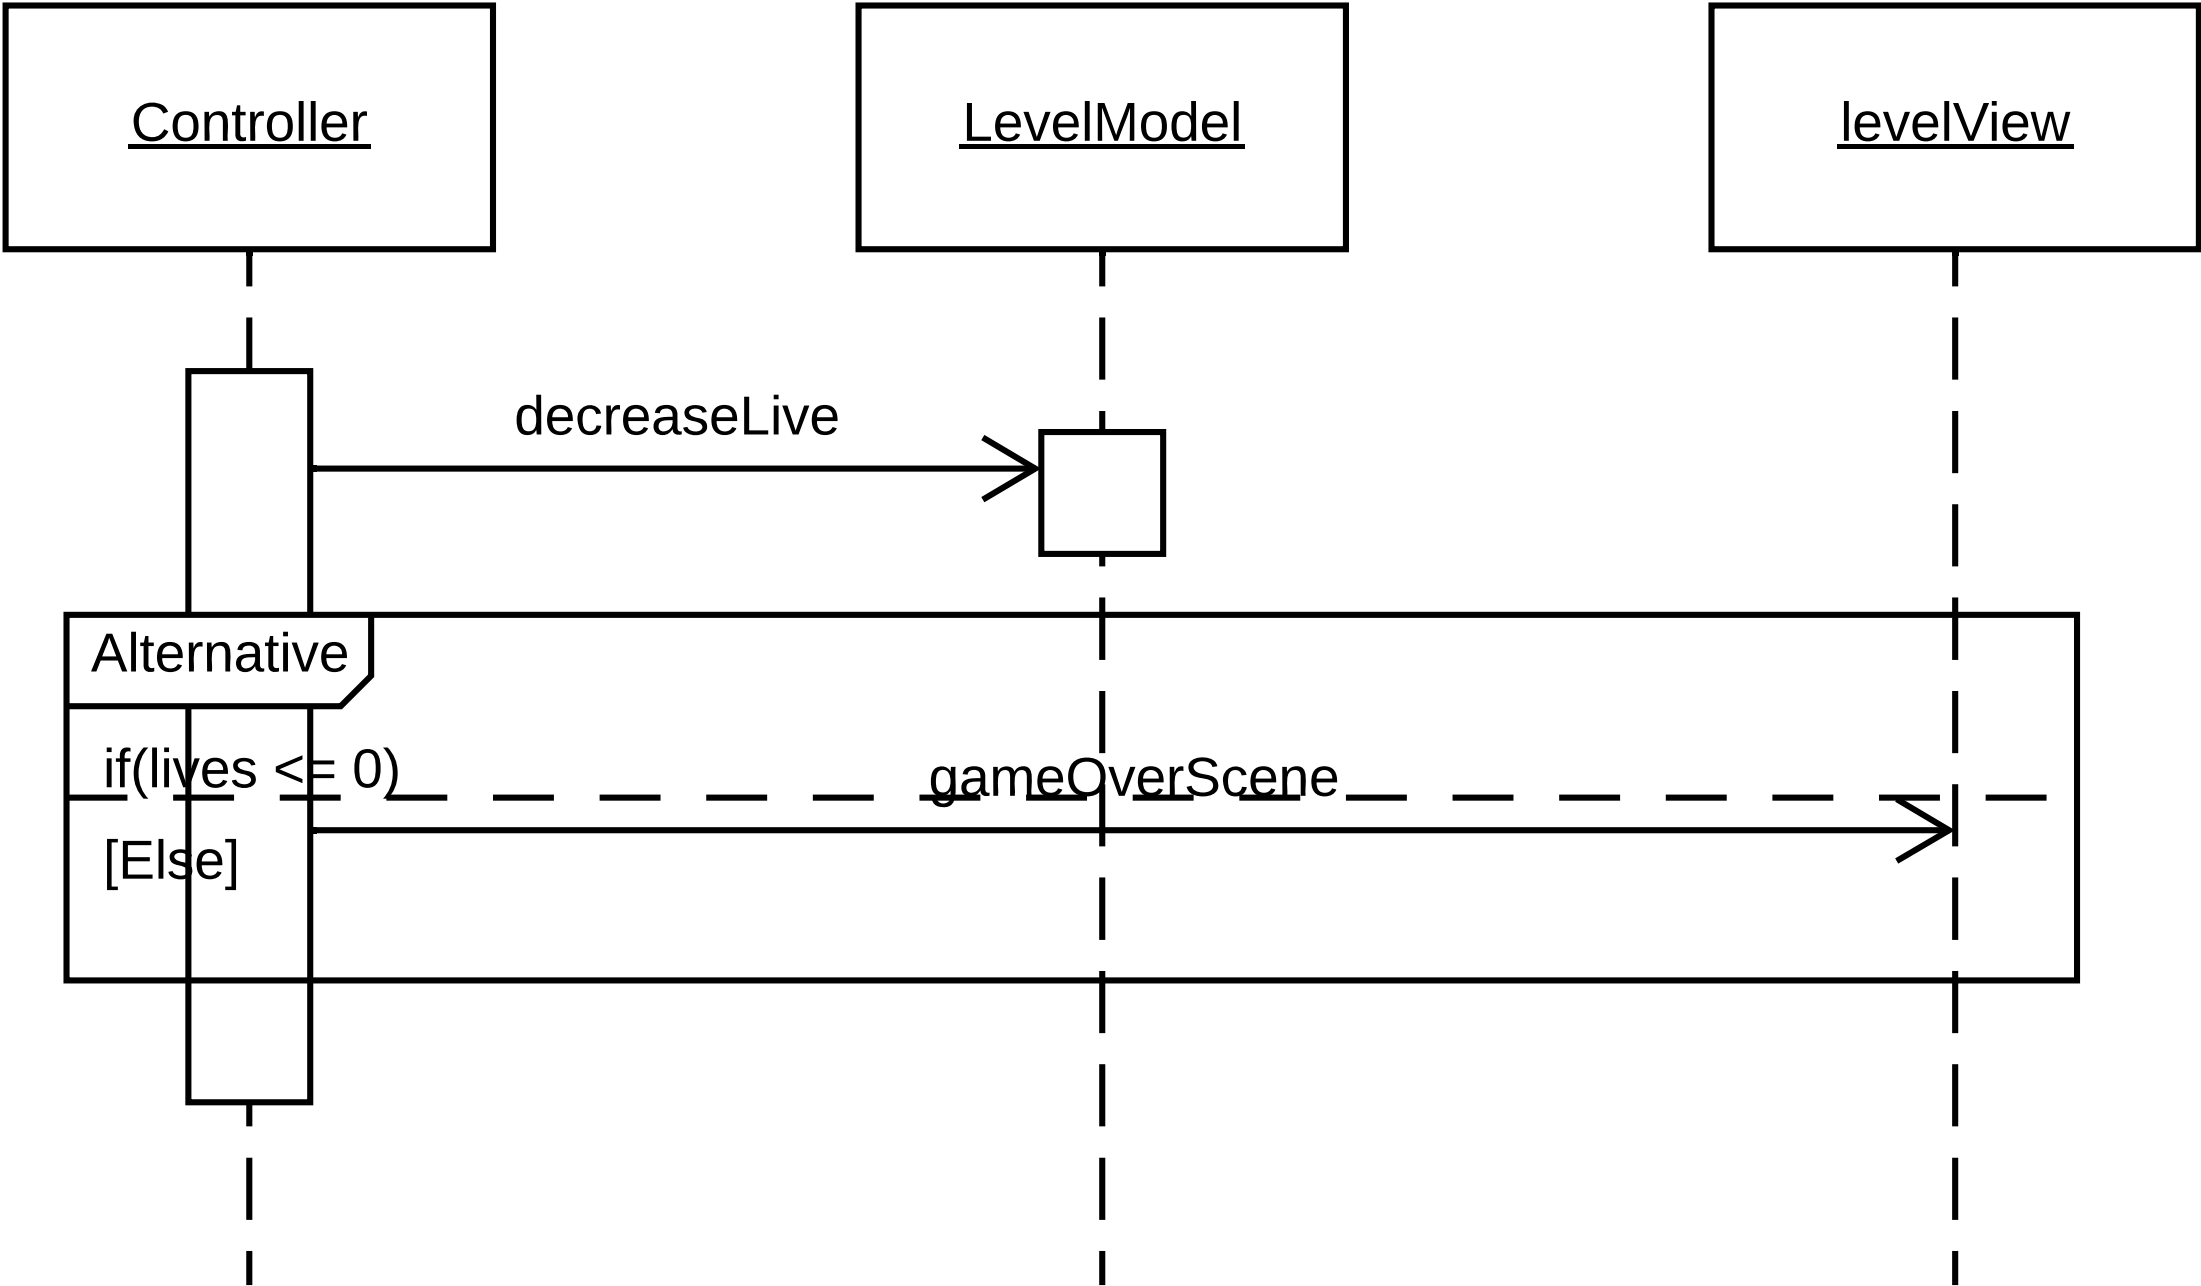 Controller
LevelModel
levelView
decreaseLive
Alternative
if(lives <= 0)
gameOverScene
[Else]